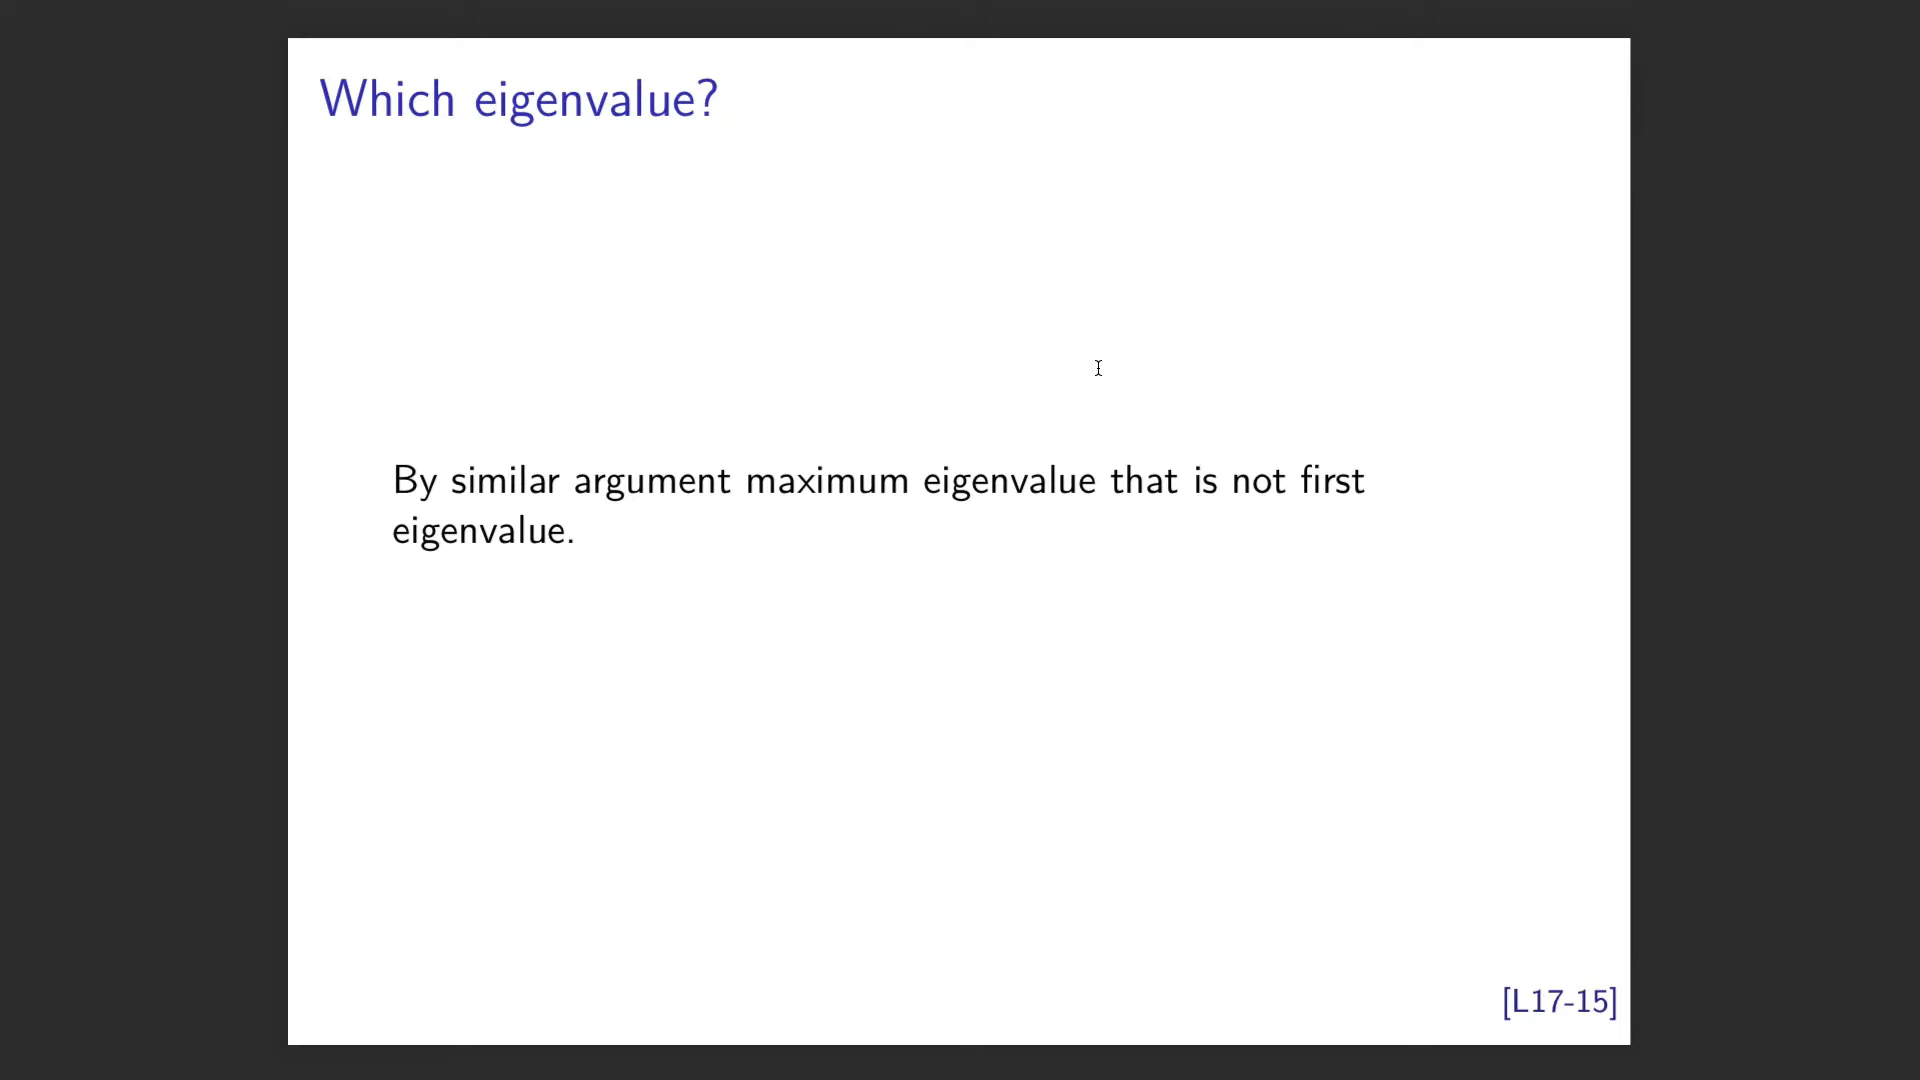 Which eigenvalue?
By similar argument maximum eigenvalue that is not first
eigenvalue.
[L17-15]